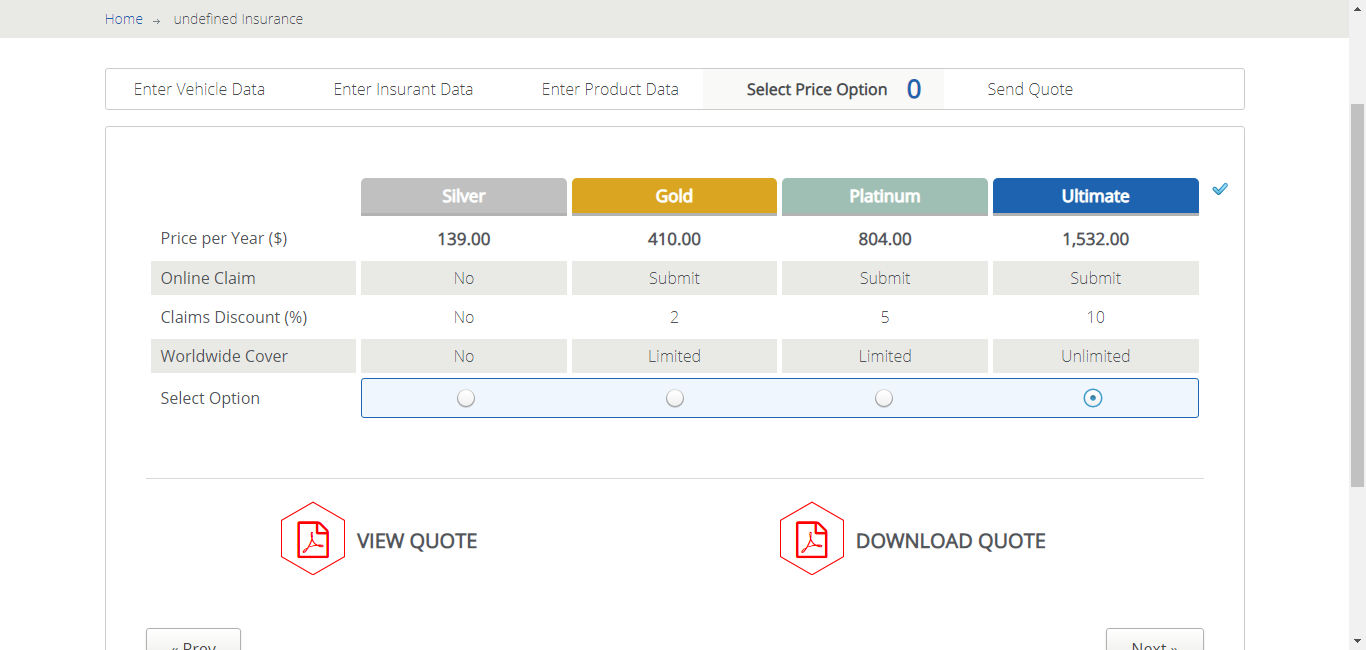 Home → undefined Insurance
Enter Vehicle Data Enter Insurant Data Enter Product Data Select Price Option 0 Send Quote
Silver Gold Platinum Ultimate
Price per Year ($) 139.00 410.00 804.00 1,532.00
Online Claim No Submit Submit Submit
Claims Discount (%) No 2 5 10
Worldwide Cover No Limited Limited Unlimited
Select Option
VIEW QUOTE DOWNLOAD QUOTE
« Prev Next »